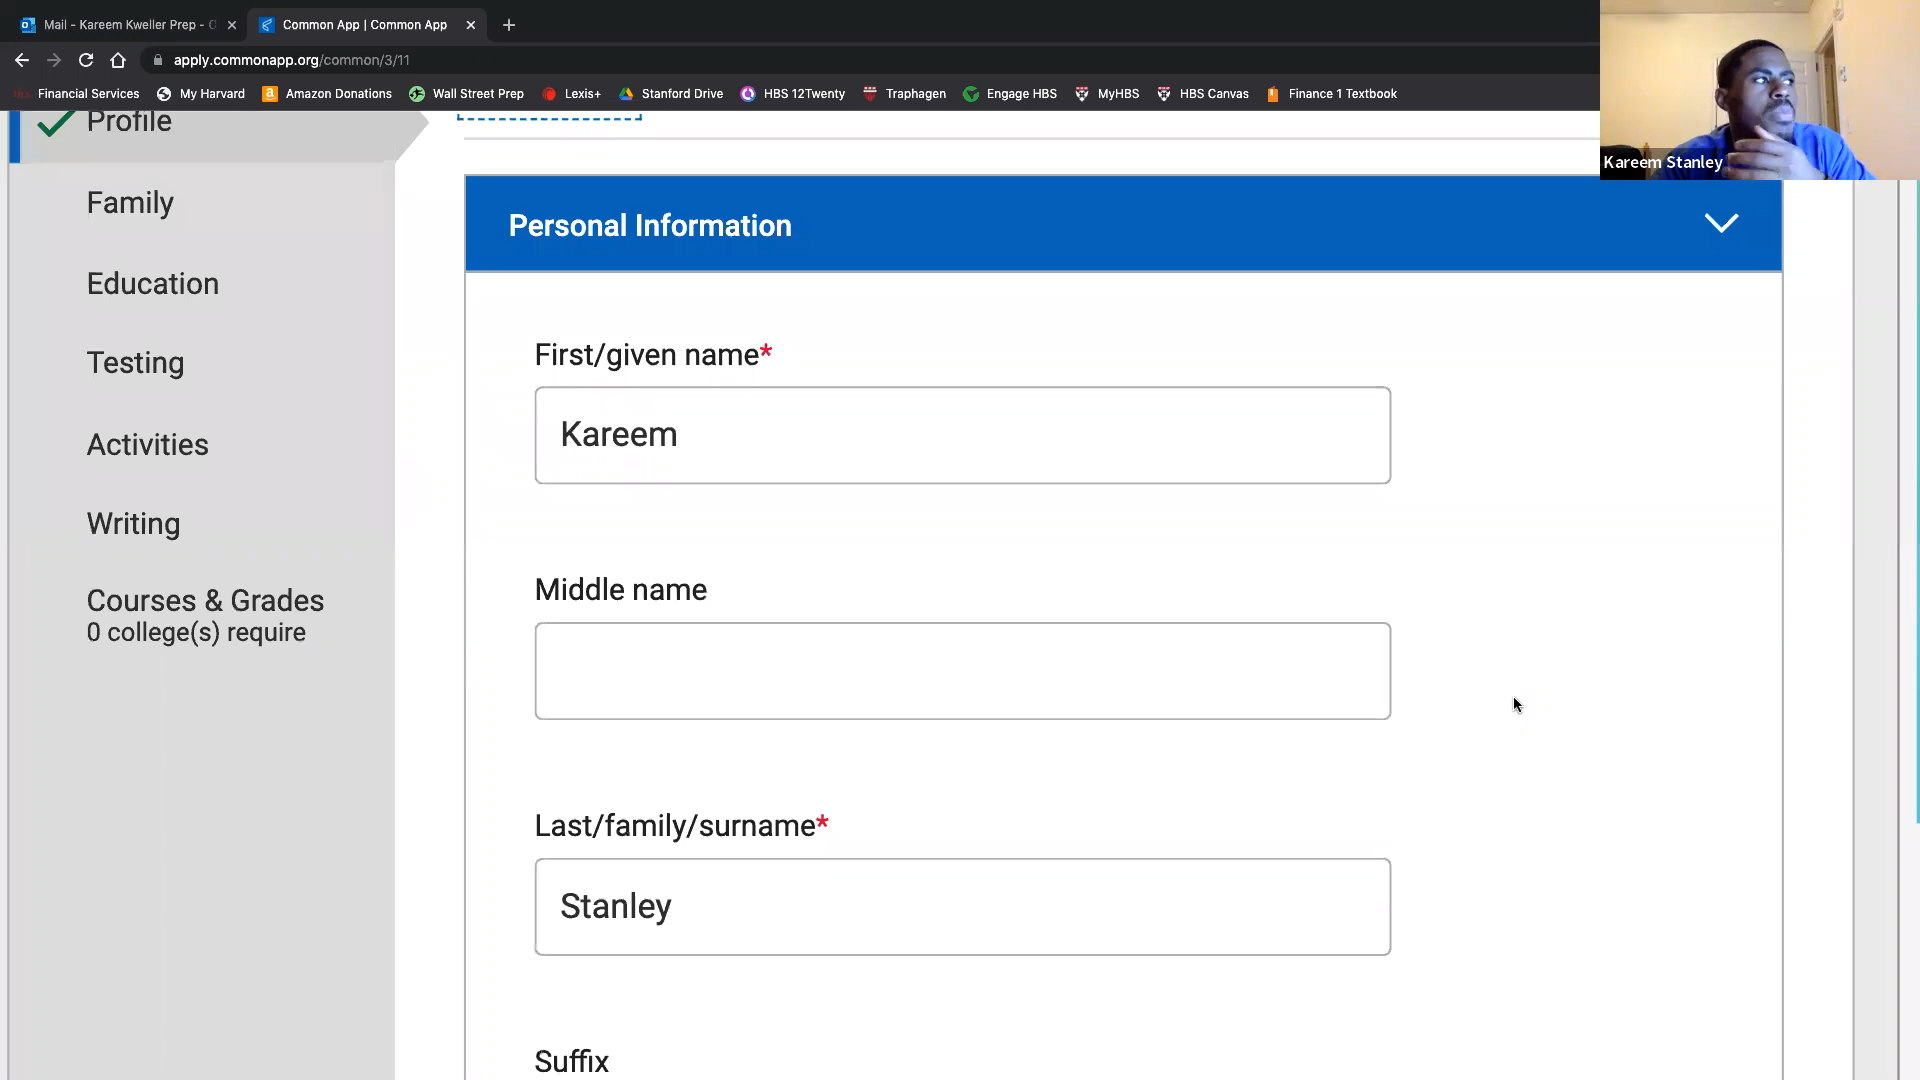 Mail - Kareem Kweller Prep - O
Common App | Common App
apply.commonapp.org/common/3/11
Financial Services
My Harvard
Amazon Donations
Wall Street Prep
Lexis+
Stanford Drive
HBS 12Twenty
Traphagen
Engage HBS
MyHBS
HBS Canvas
Finance 1 Textbook
Kareem Stanley
Profile
Family
Education
Testing
Activities
Writing
Courses & Grades
0 college(s) require
Personal Information
First/given name*
Kareem
Middle name
Last/family/surname*
Stanley
Suffix